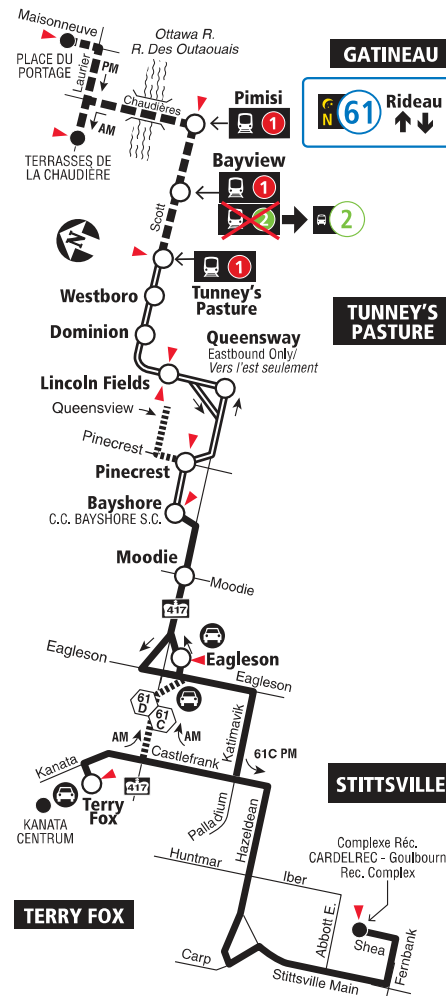 Maisonneuve
Ottawa R.
R. Des Outaouais
PLACE DU
PORTAGE
Laurier
PM
GATINEAU
Chaudières
AM
Pimisi
1
N 61 Rideau
TERRASSES DE
LA CHAUDIÈRE
Bayview
1
2
2
Scott
N
1
Tunney's
Pasture
Westboro
TUNNEY'S
PASTURE
Dominion
Queensway
Eastbound Only/
Vers l'est seulement
Lincoln Fields
Queensview
Pinecrest
Pinecrest
Bayshore
C.C. BAYSHORE S.C.
Moodie
Moodie
417
Eagleson
Eagleson
Eagleson
61
D
61
C
AM
AM
Katimavik
61C PM
Castlefrank
Kanata
417
Terry
Fox
KANATA
CENTRUM
Palladium
Hazeldean
STITTSVILLE
Complexe Réc.
CARDELREC - Goulbourn
Rec. Complex
Huntmar
Iber
Abbott E.
TERRY FOX
Shea
Fernbank
Carp
Stittsville Main